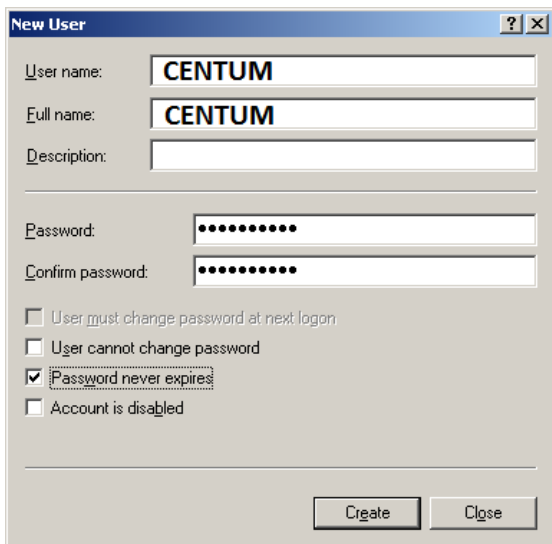 New User
User name: CENTUM
Full name: CENTUM
Description:
Password: ●●●●●●●●●●
Confirm password: ●●●●●●●●●●
User must change password at next logon
User cannot change password
Password never expires
Account is disabled
Create Close